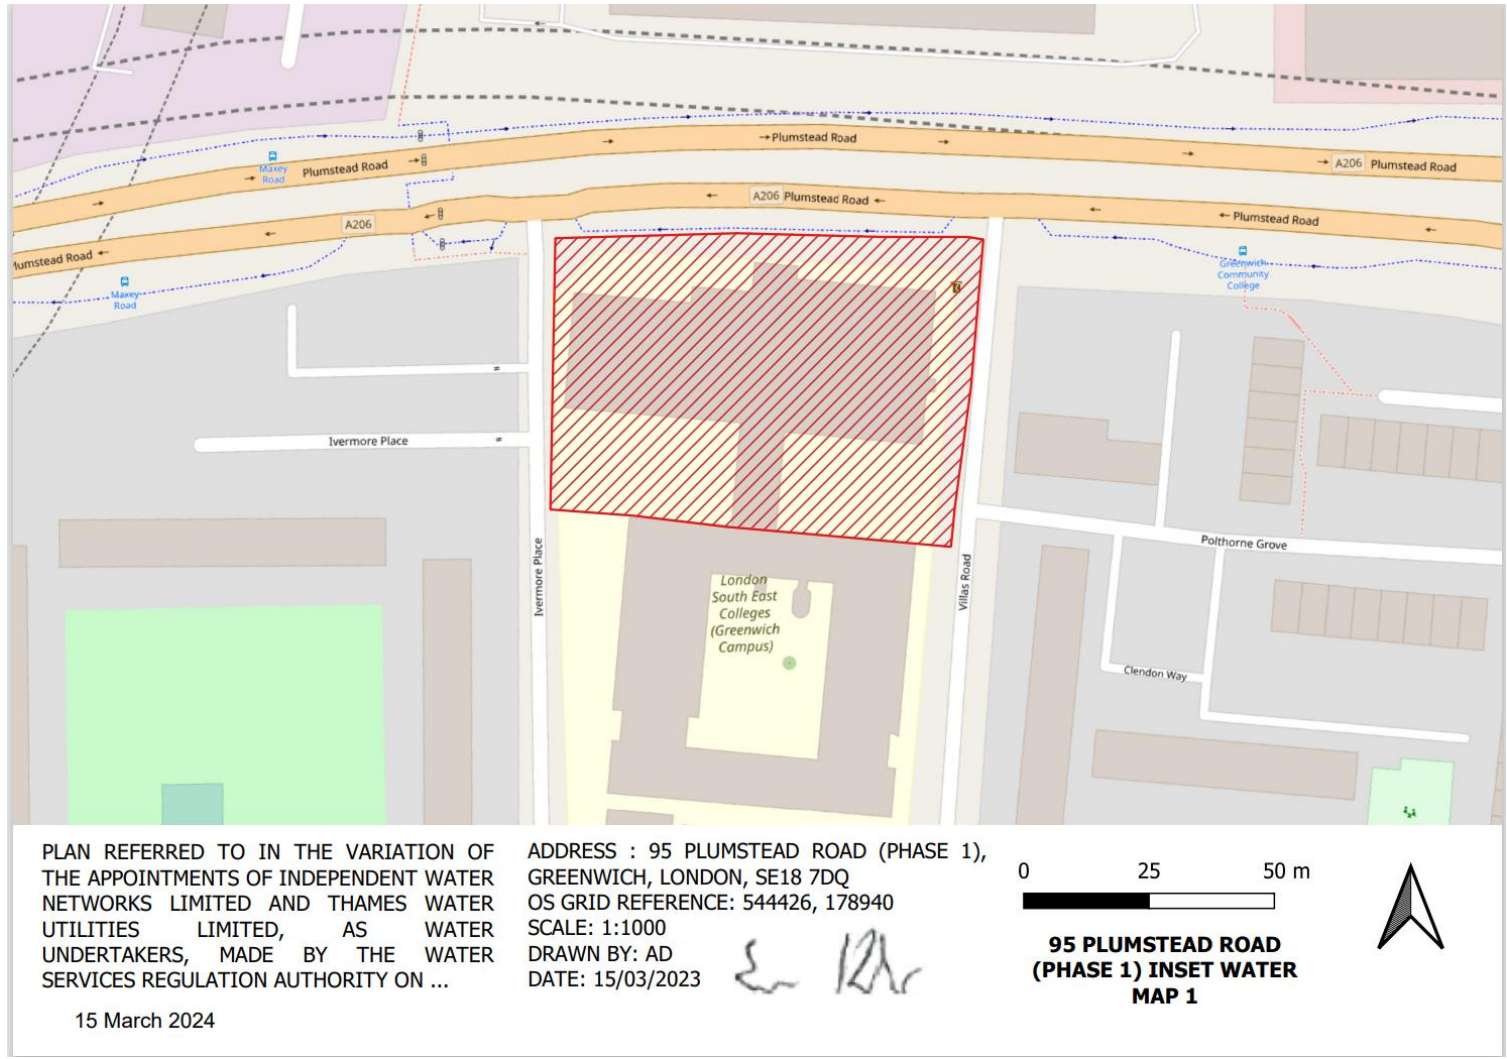 Plumstead Road
A206 Plumstead Road
Maxey
Road
Plumstead Road
A206 Plumstead Road
Plumstead Road
A206
lumstead Road
Maxey
Road
Greenwich
Community
College
Ivermore Place
Ivermore Place
Villas Road
Polthorne Grove
Clendon Way
London
South East
Colleges
(Greenwich
Campus)
PLAN REFERRED TO IN THE VARIATION OF
THE APPOINTMENTS OF INDEPENDENT WATER
NETWORKS LIMITED AND THAMES WATER
UTILITIES LIMITED, AS WATER
UNDERTAKERS, MADE BY THE WATER
SERVICES REGULATION AUTHORITY ON ...
15 March 2024
ADDRESS : 95 PLUMSTEAD ROAD (PHASE 1),
GREENWICH, LONDON, SE18 7DQ
OS GRID REFERENCE: 544426, 178940
SCALE: 1:1000
DRAWN BY: AD
DATE: 15/03/2023
0 25 50 m
95 PLUMSTEAD ROAD
(PHASE 1) INSET WATER
MAP 1